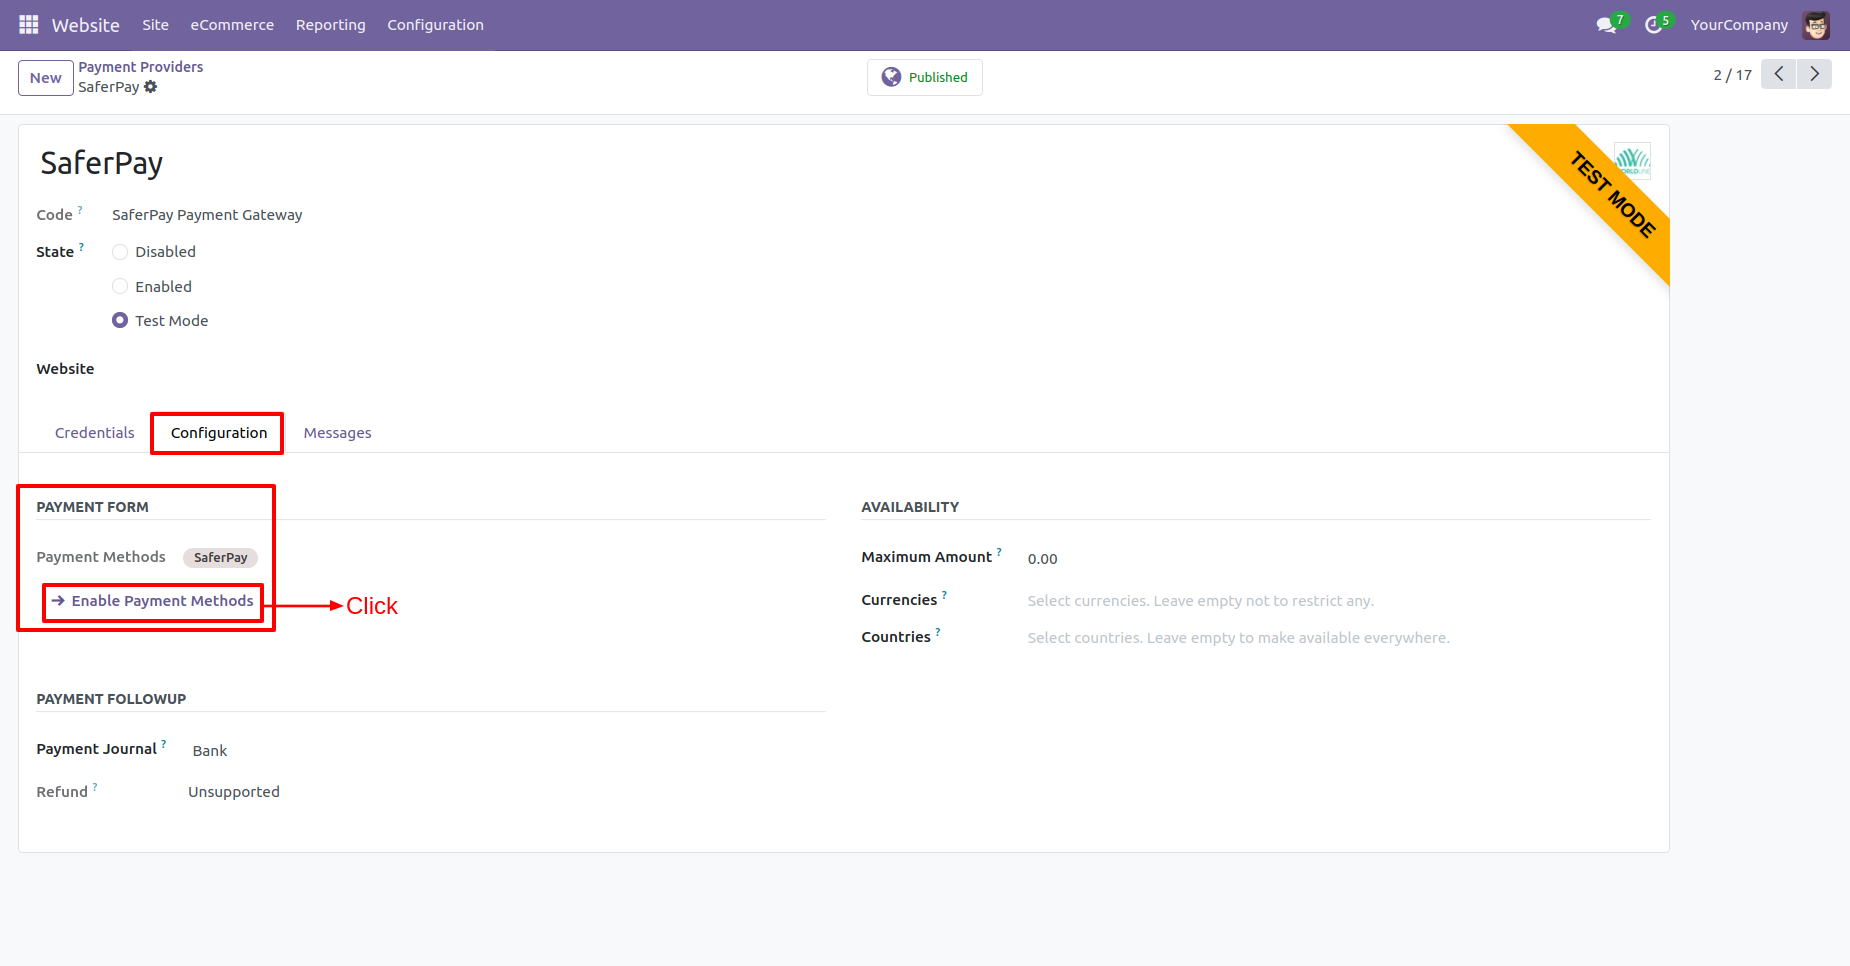 Website Site eCommerce Reporting Configuration 7 5 YourCompany
New Payment Providers
SaferPay
Published
2 / 17
SaferPay
TEST MODE
Code ? SaferPay Payment Gateway
State ? Disabled
Enabled
Test Mode
Website
Credentials Configuration Messages
PAYMENT FORM
Payment Methods SaferPay
Enable Payment Methods
Click
AVAILABILITY
Maximum Amount ? 0.00
Currencies ? Select currencies. Leave empty not to restrict any.
Countries ? Select countries. Leave empty to make available everywhere.
PAYMENT FOLLOWUP
Payment Journal ? Bank
Refund ? Unsupported